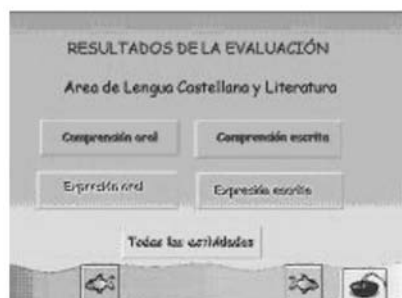 RESULTADOS DE LA EVALUACIÓN
Area de Lengua Castellana y Literatura
Comprensión oral Comprensión escrita
Expresión oral Expresión escrita
Todas las actividades